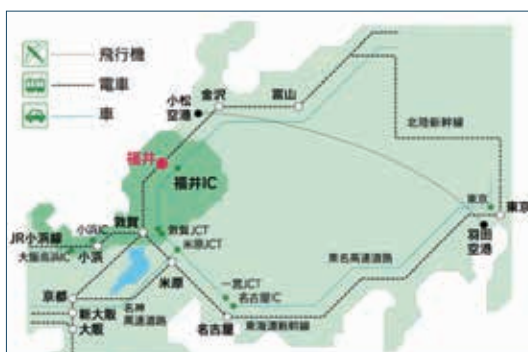 飛行機
電車
車
小松
空港
金沢
富山
北陸新幹線
福井
福井IC
東京
東京
羽田
空港
敦賀
敦賀JCT
米原JCT
小浜IC
JR小浜線
小浜
大飯高浜IC
米原
一宮JCT
名古屋IC
東名高速道路
京都
名神
高速道路
新大阪
大阪
名古屋
東海道新幹線